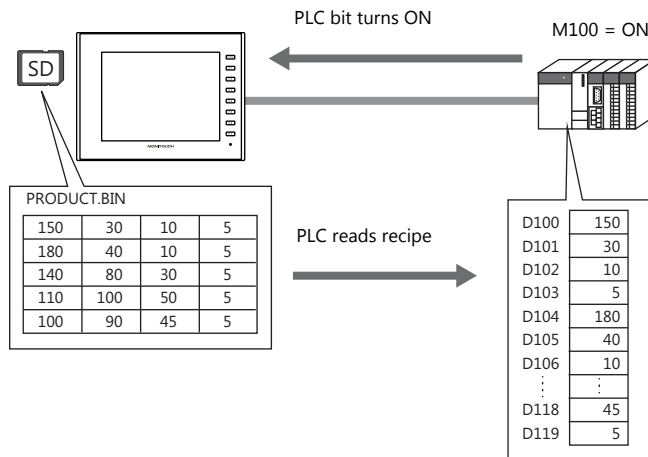 PLC bit turns ON
M100 = ON
SD
MONITOUCH
PRODUCT.BIN
150 30 10 5
180 40 10 5
140 80 30 5
110 100 50 5
100 90 45 5
PLC reads recipe
D100 150
D101 30
D102 10
D103 5
D104 180
D105 40
D106 10
D118 45
D119 5